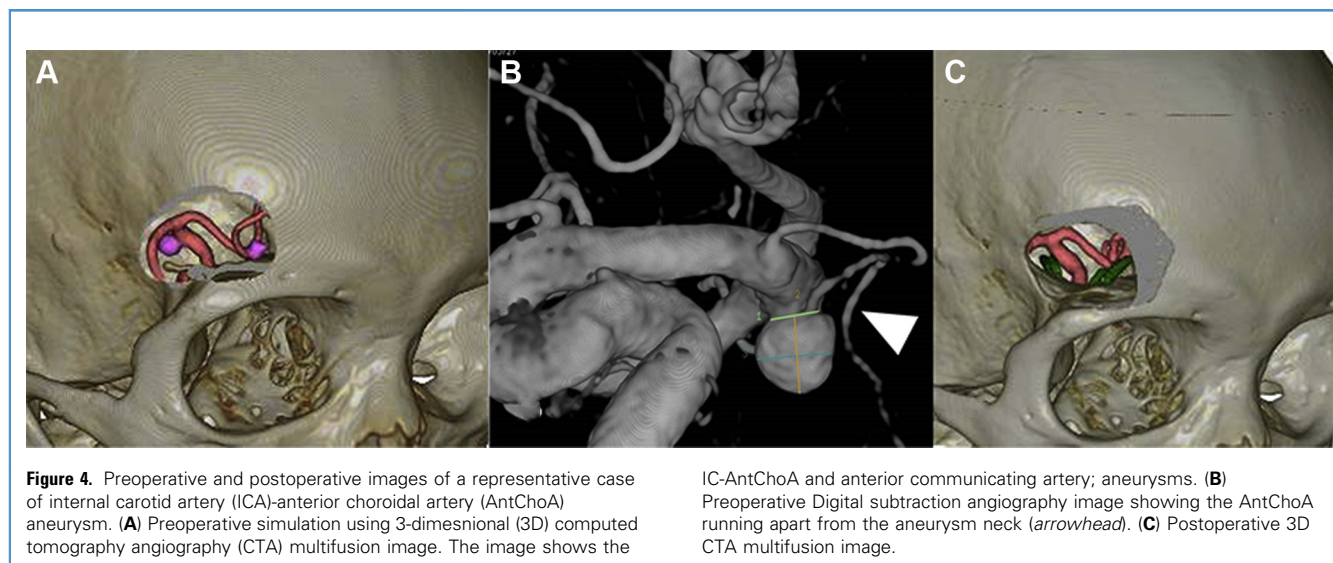 A
B
C
1
2
3
Figure 4. Preoperative and postoperative images of a representative case
of internal carotid artery (ICA)-anterior choroidal artery (AntChoA)
aneurysm. (A) Preoperative simulation using 3-dimesnional (3D) computed
tomography angiography (CTA) multifusion image. The image shows the
IC-AntChoA and anterior communicating artery; aneurysms. (B)
Preoperative Digital subtraction angiography image showing the AntChoA
running apart from the aneurysm neck (arrowhead). (C) Postoperative 3D
CTA multifusion image.